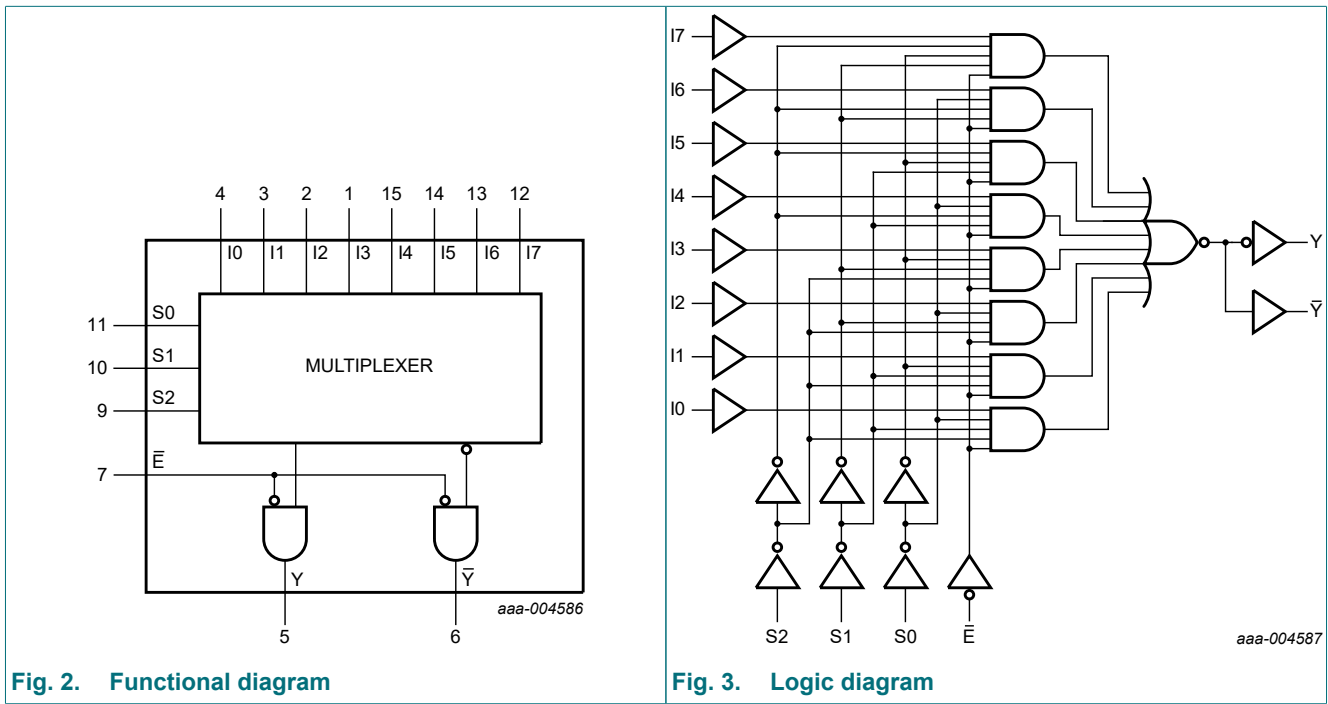 4 3 2 1 15 14 13 12
I0 I1 I2 I3 I4 I5 I6 I7
11 S0
10 S1
9 S2
MULTIPLEXER
7 E̅
Y Y̅
5 6
aaa-004586
Fig. 2. Functional diagram
I7
I6
I5
I4
I3
I2
I1
I0
Y
Y̅
S2 S1 S0 E̅
aaa-004587
Fig. 3. Logic diagram